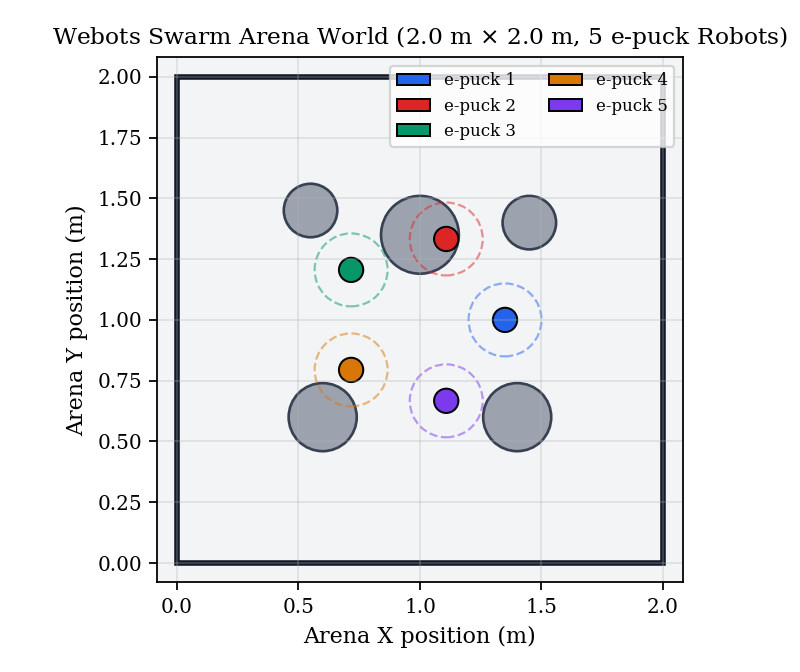 Webots Swarm Arena World (2.0 m × 2.0 m, 5 e-puck Robots)
e-puck 1
e-puck 2
e-puck 3
e-puck 4
e-puck 5
Arena Y position (m)
2.00
1.75
1.50
1.25
1.00
0.75
0.50
0.25
0.00
0.0 0.5 1.0 1.5 2.0
Arena X position (m)